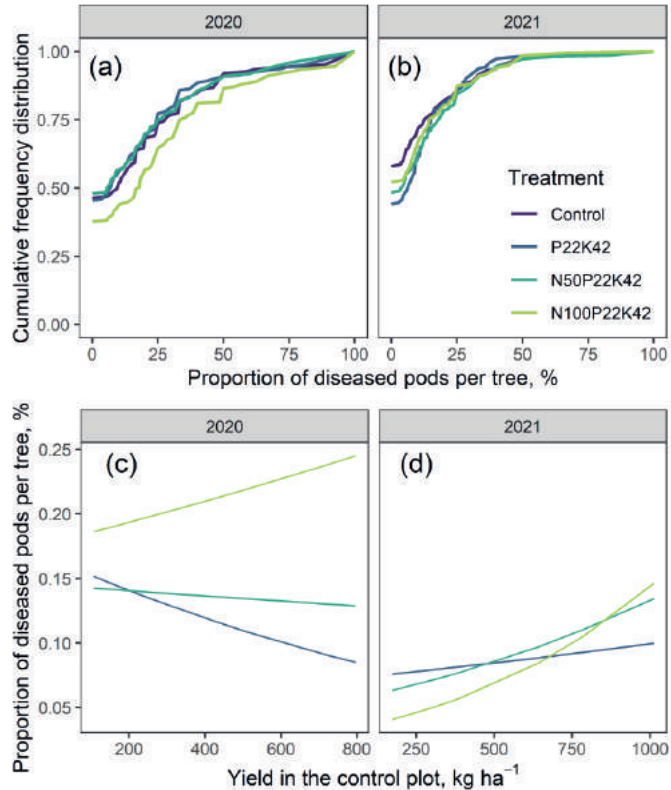 2020 2021
(a) (b)
Cumulative frequency distribution
1.00
0.75
0.50
0.25
0.00
Treatment
Control
P22K42
N50P22K42
N100P22K42
0 25 50 75 100 0 25 50 75 100
Proportion of diseased pods per tree, %
2020 2021
(c) (d)
Proportion of diseased pods per tree, %
0.25
0.20
0.15
0.10
0.05
200 400 600 800 250 500 750 1000
Yield in the control plot, kg ha⁻¹